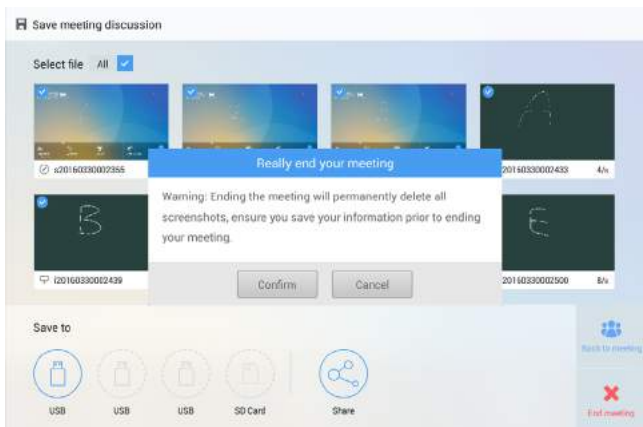 Save meeting discussion
Select file All
s20160330002355
20160330002433 4/s
Really end your meeting
Warning: Ending the meeting will permanently delete all
screenshots, ensure you save your information prior to ending
your meeting.
Confirm Cancel
A
B
E
i20160330002439
20160330002500 8/s
Save to
USB USB USB SD Card Share
Back to meeting
End meeting